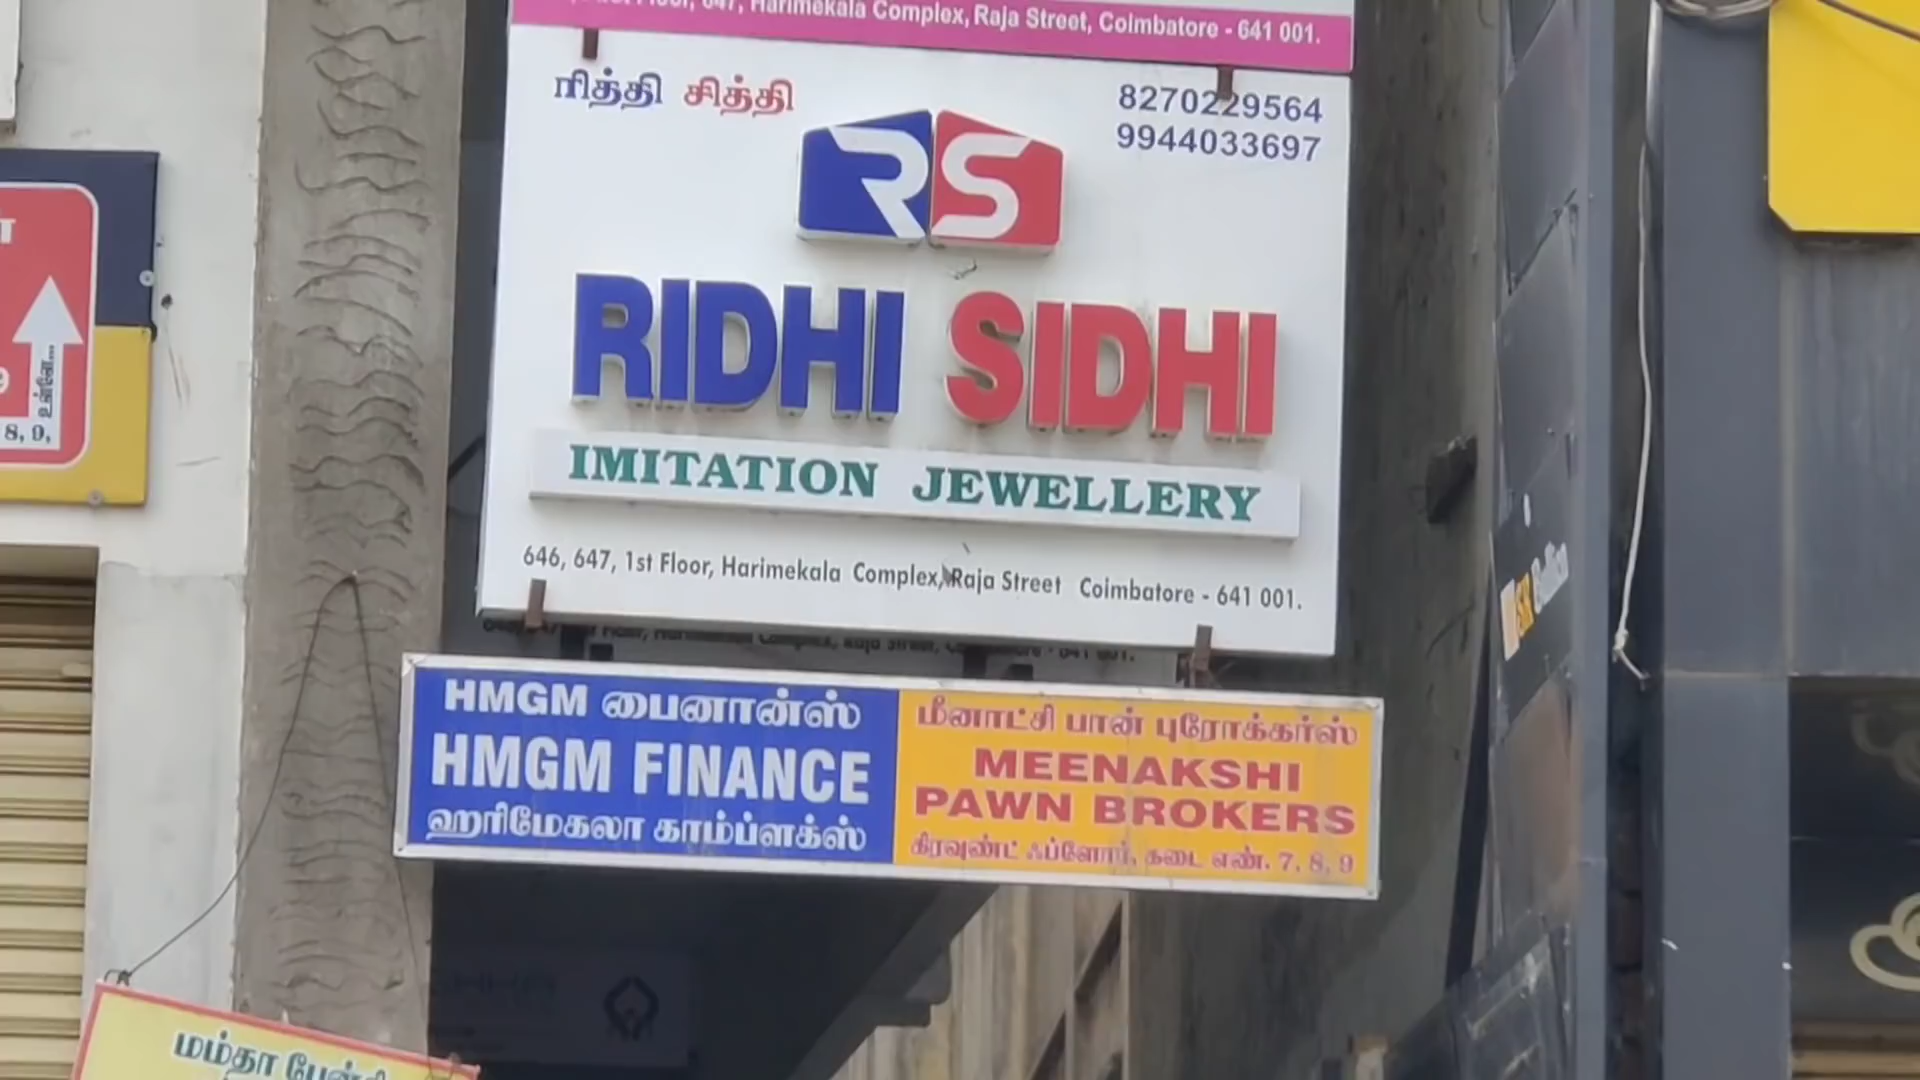 Harimekala Complex, Raja Street, Coimbatore - 641 001.
ரித்தி சித்தி
8270229564
9944033697
RS
RIDHI SIDHI
IMITATION JEWELLERY
646, 647, 1st Floor, Harimekala Complex, Raja Street Coimbatore - 641 001.
HMGM பைனான்ஸ்
HMGM FINANCE
ஹரிமேகலா காம்ப்ளக்ஸ்
மீனாட்சி பான் புரோக்கர்ஸ்
MEENAKSHI
PAWN BROKERS
கிரவுண்ட் ஃப்ளோர், கடை எண். 7, 8, 9
8, 9,
SR
மம்தா